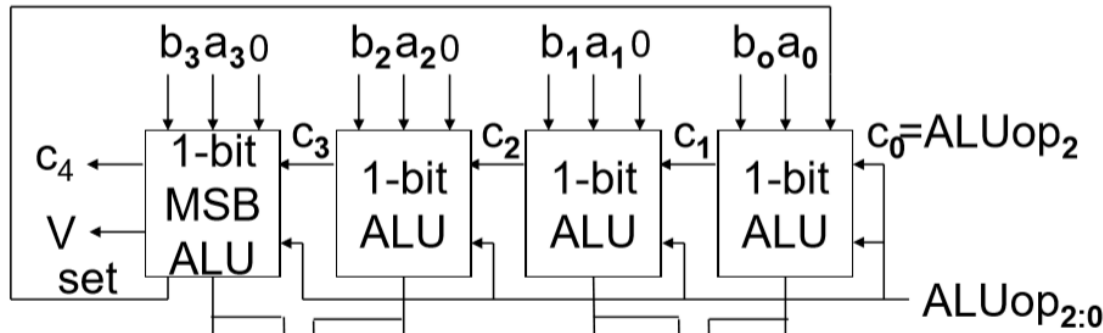 b₃a₃0 b₂a₂0 b₁a₁0 bₒa₀
c₄ 1-bit MSB ALU c₃ 1-bit ALU c₂ 1-bit ALU c₁ 1-bit ALU c₀=ALUop₂
V
set
ALUop₂:₀